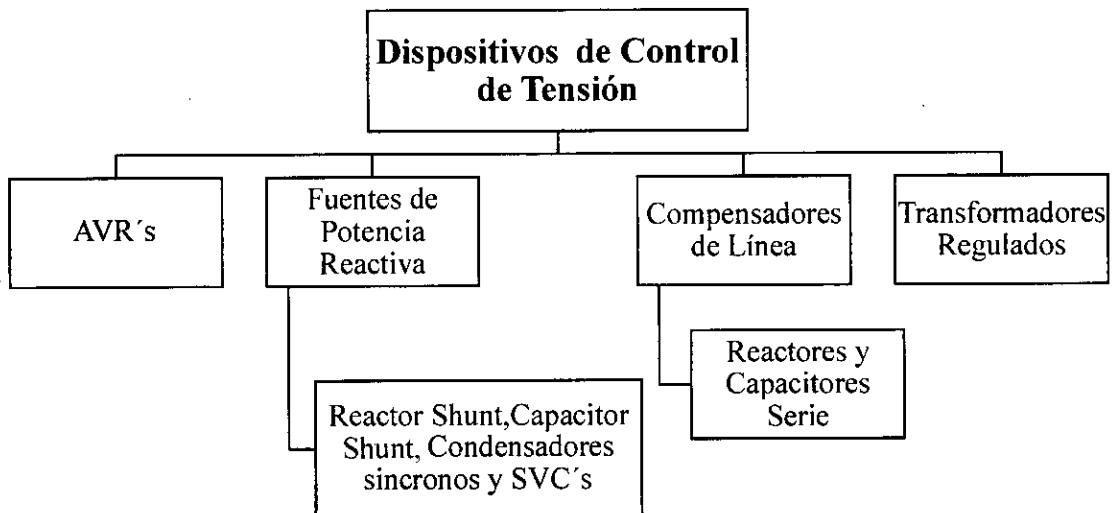 Dispositivos de Control
de Tensión
AVR´s
Fuentes de
Potencia
Reactiva
Compensadores
de Línea
Transformadores
Regulados
Reactores y
Capacitores
Serie
Reactor Shunt,Capacitor
Shunt, Condensadores
sincronos y SVC´s